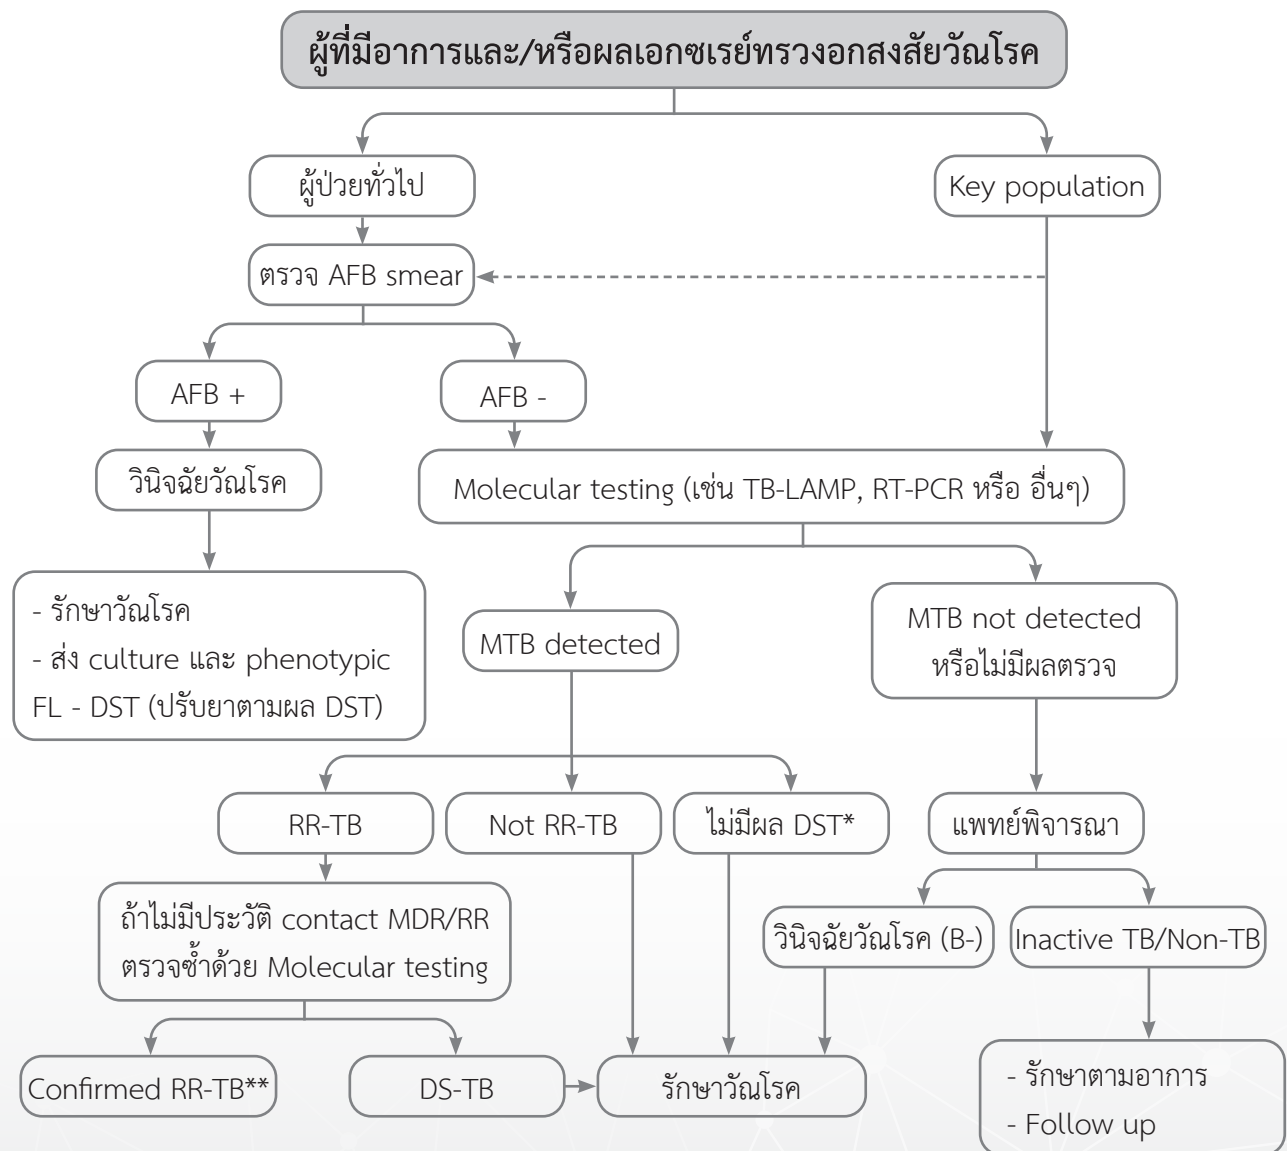 ผู้ที่มีอาการและ/หรือผลเอกซเรย์ทรวงอกสงสัยวัณโรค
ผู้ป่วยทั่วไป
Key population
ตรวจ AFB smear
AFB +
AFB -
วินิจฉัยวัณโรค
Molecular testing (เช่น TB-LAMP, RT-PCR หรือ อื่นๆ)
- รักษาวัณโรค
- ส่ง culture และ phenotypic
FL - DST (ปรับยาตามผล DST)
MTB detected
MTB not detected
หรือไม่มีผลตรวจ
RR-TB
Not RR-TB
ไม่มีผล DST*
แพทย์พิจารณา
ถ้าไม่มีประวัติ contact MDR/RR
ตรวจซ้ำด้วย Molecular testing
วินิจฉัยวัณโรค (B-)
Inactive TB/Non-TB
Confirmed RR-TB**
DS-TB
รักษาวัณโรค
- รักษาตามอาการ
- Follow up